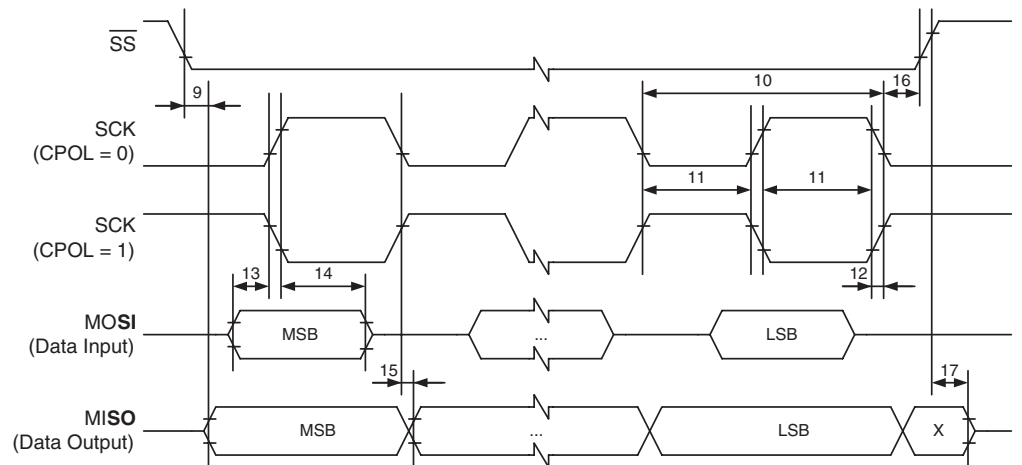 SS
9
10
16
SCK
(CPOL = 0)
11
11
SCK
(CPOL = 1)
13
14
12
MOSI
(Data Input)
MSB
...
LSB
15
17
MISO
(Data Output)
MSB
...
LSB
X